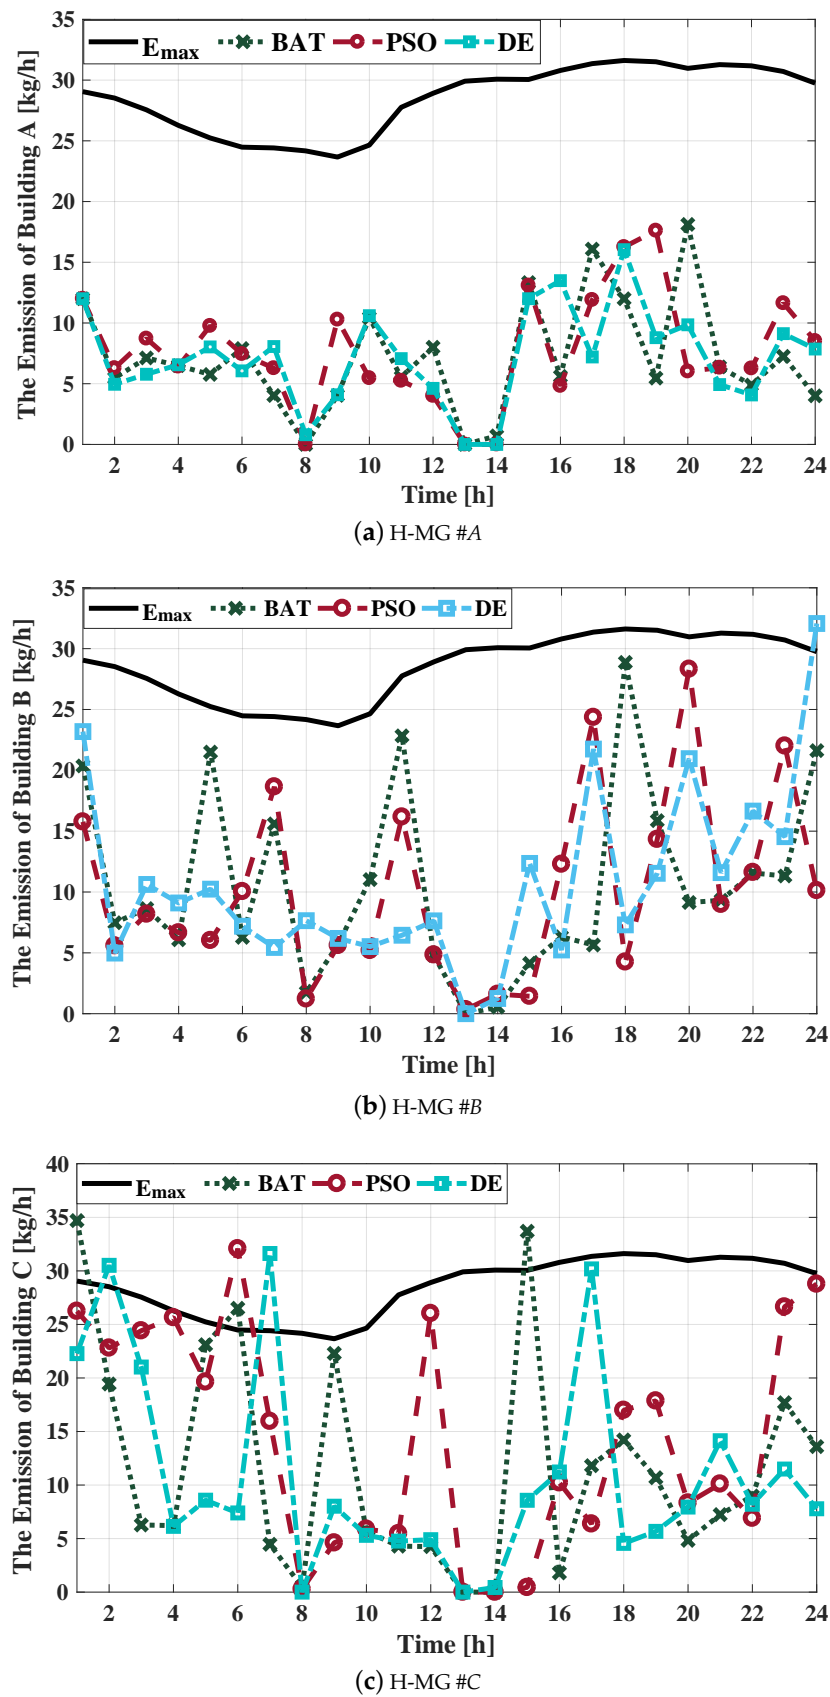 The Emission of Building A [kg/h]
35
30
25
20
15
10
5
0
Emax BAT PSO DE
2 4 6 8 10 12 14 16 18 20 22 24
Time [h]
(a) H-MG #A
The Emission of Building B [kg/h]
35
30
25
20
15
10
5
0
Emax BAT PSO DE
2 4 6 8 10 12 14 16 18 20 22 24
Time [h]
(b) H-MG #B
The Emission of Building C [kg/h]
40
35
30
25
20
15
10
5
0
Emax BAT PSO DE
2 4 6 8 10 12 14 16 18 20 22 24
Time [h]
(c) H-MG #C